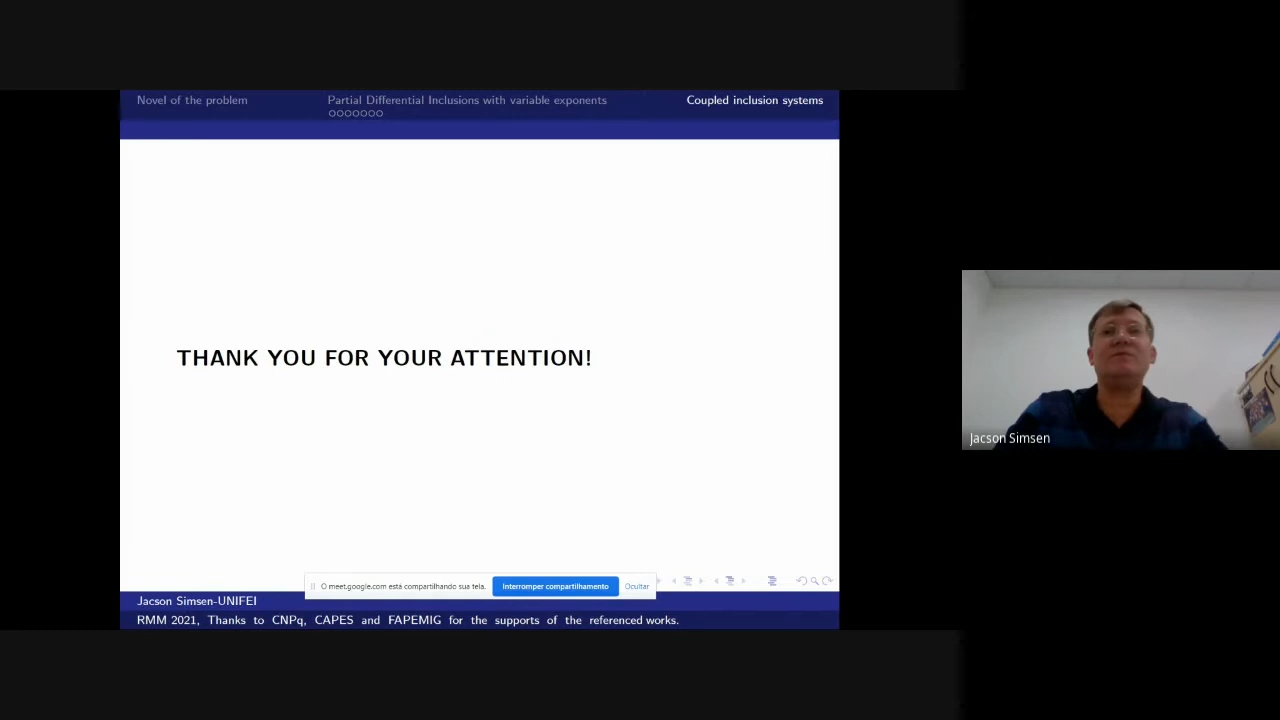 Novel of the problem
Partial Differential Inclusions with variable exponents
Coupled inclusion systems
THANK YOU FOR YOUR ATTENTION!
O meet.google.com está compartilhando sua tela.
Interromper compartilhamento
Ocultar
Jacson Simsen-UNIFEI
RMM 2021, Thanks to CNPq, CAPES and FAPEMIG for the supports of the referenced works.
Jacson Simsen